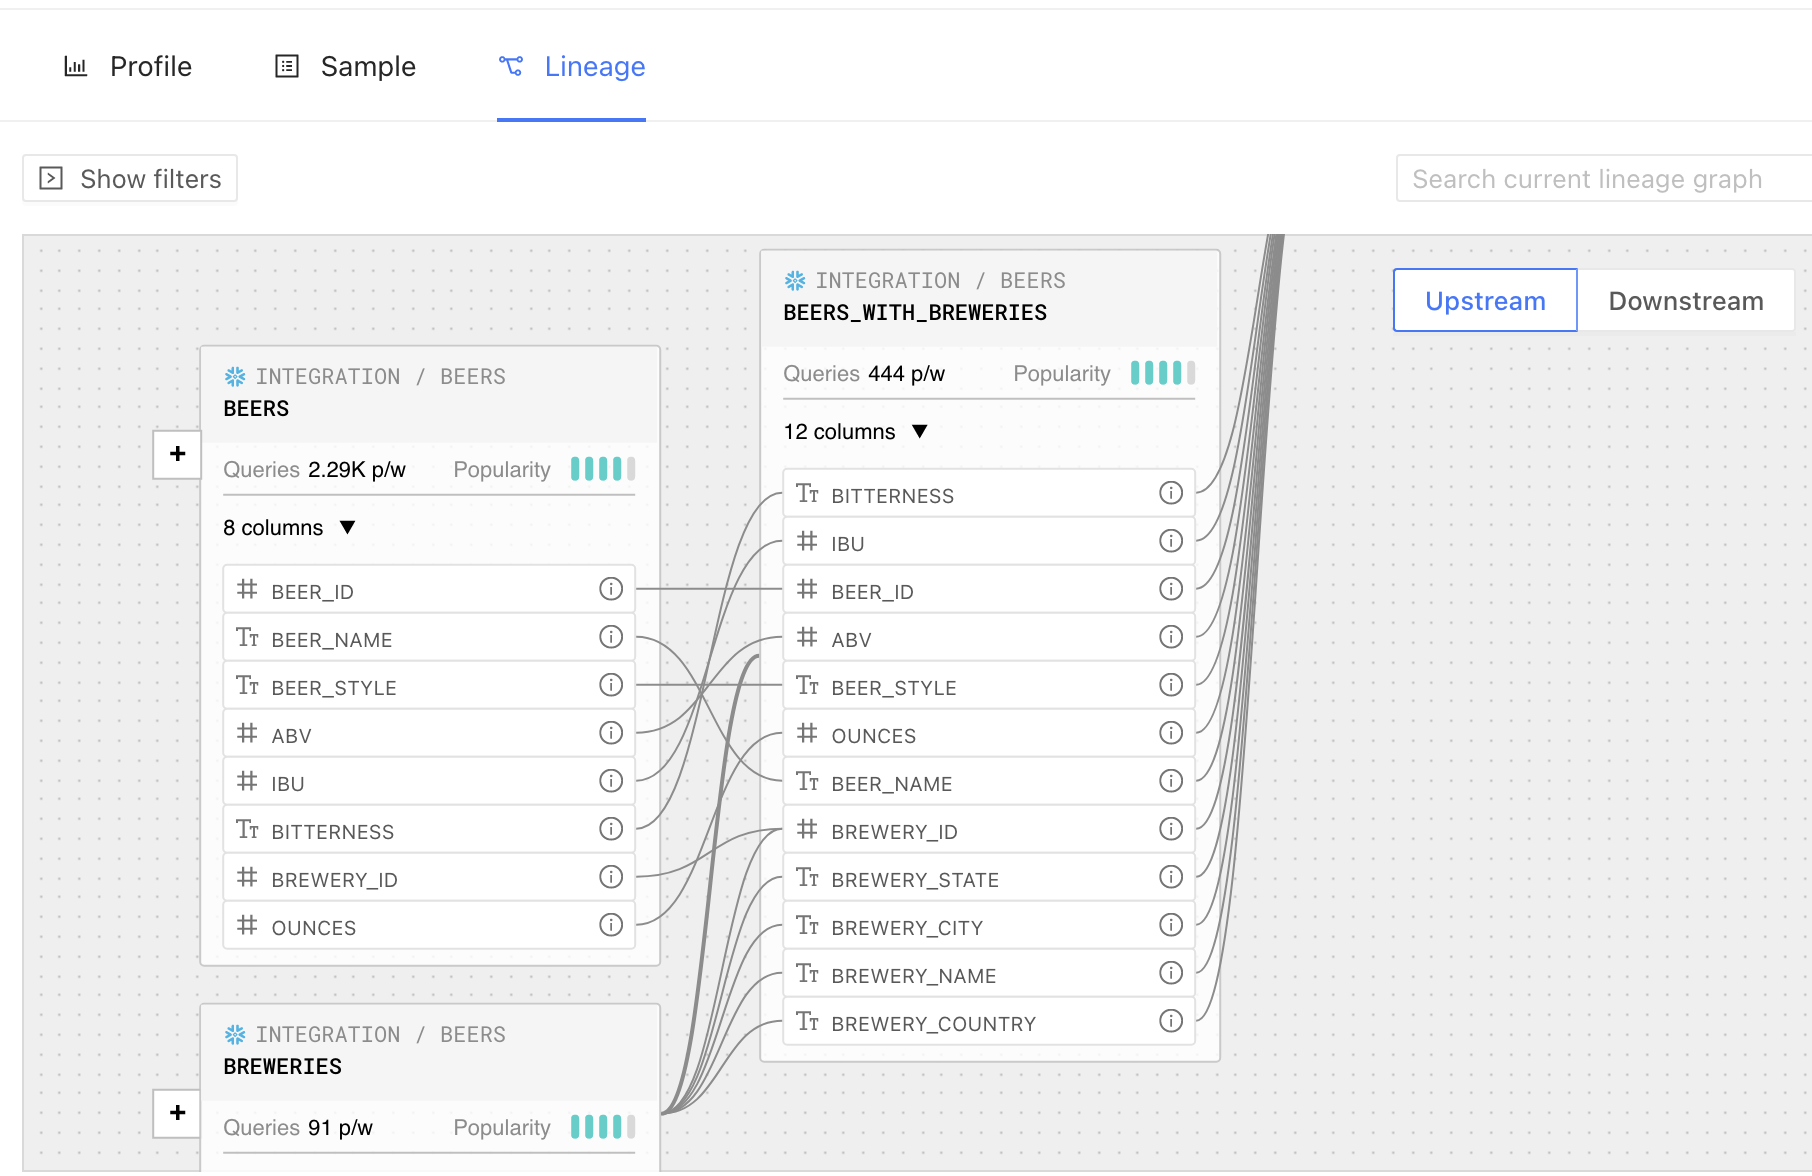 Profile
Sample
Lineage
Show filters
Search current lineage graph
Upstream
Downstream
INTEGRATION / BEERS
BEERS
Queries 2.29K p/w
Popularity
8 columns
BEER_ID
BEER_NAME
BEER_STYLE
ABV
IBU
BITTERNESS
BREWERY_ID
OUNCES
INTEGRATION / BEERS
BREWERIES
Queries 91 p/w
Popularity
INTEGRATION / BEERS
BEERS_WITH_BREWERIES
Queries 444 p/w
Popularity
12 columns
BITTERNESS
IBU
BEER_ID
ABV
BEER_STYLE
OUNCES
BEER_NAME
BREWERY_ID
BREWERY_STATE
BREWERY_CITY
BREWERY_NAME
BREWERY_COUNTRY